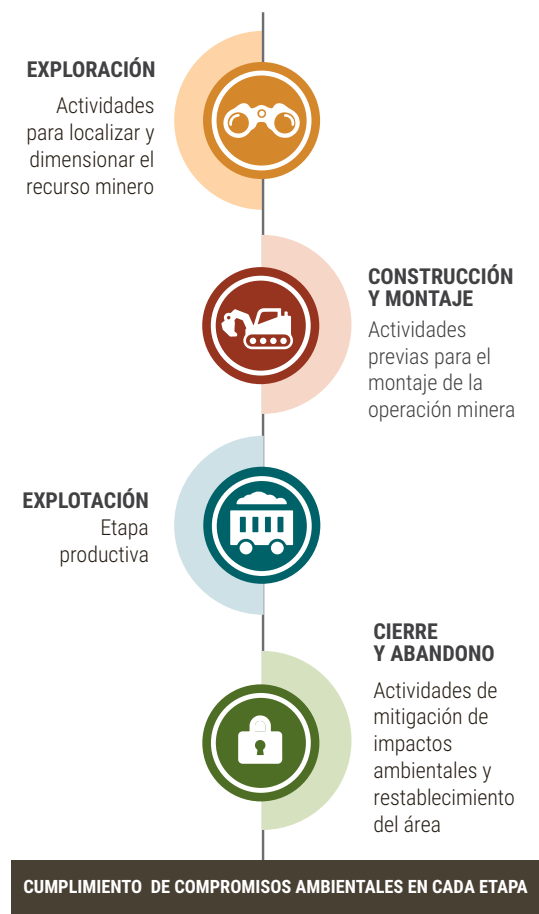 EXPLORACIÓN
Actividades
para localizar y
dimensionar el
recurso minero
CONSTRUCCIÓN
Y MONTAJE
Actividades
previas para el
montaje de la
operación minera
EXPLOTACIÓN
Etapa
productiva
CIERRE
Y ABANDONO
Actividades de
mitigación de
impactos
ambientales y
restablecimiento
del área
CUMPLIMIENTO DE COMPROMISOS AMBIENTALES EN CADA ETAPA